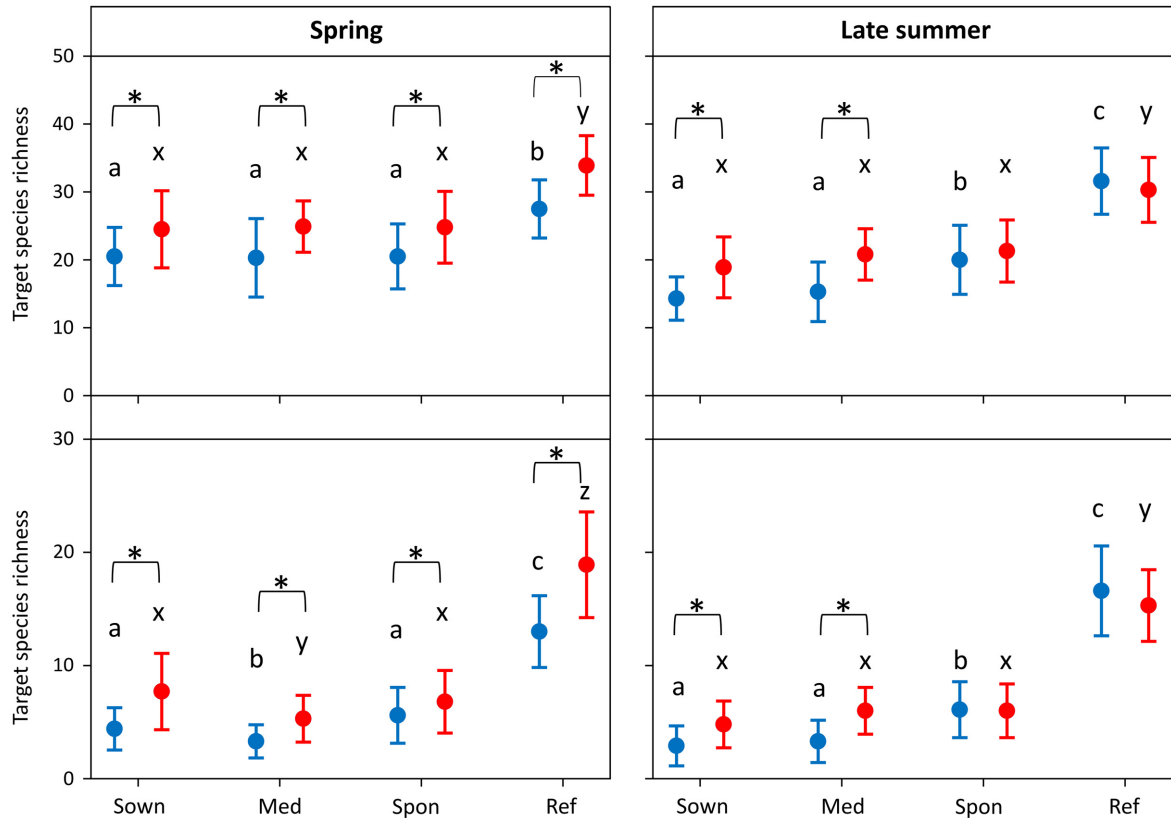 Spring
Late summer
Target species richness
50
40
30
20
10
0
* * * *
a x a x a x b y
* *
a x a x b x c y
Target species richness
30
20
10
0
* * * *
a x b y a x c z
* *
a x a x b x c y
Sown Med Spon Ref
Sown Med Spon Ref